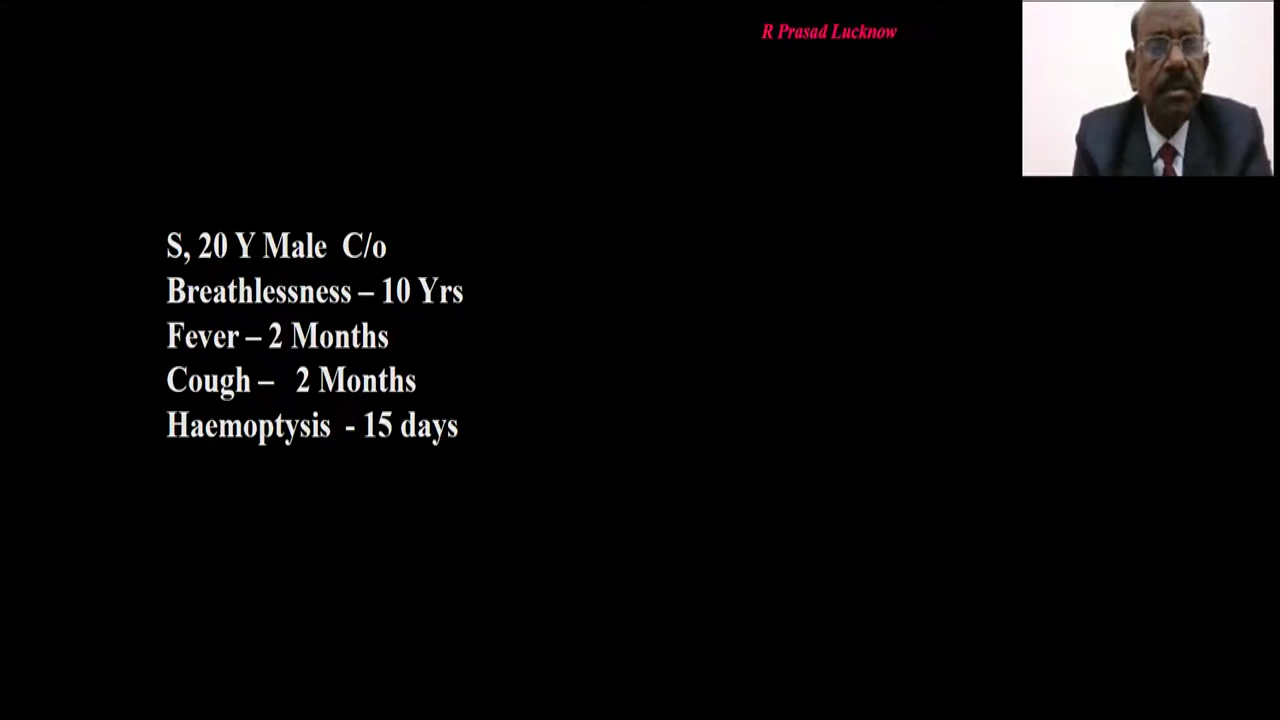 R Prasad Lucknow
S, 20 Y Male C/o
Breathlessness – 10 Yrs
Fever – 2 Months
Cough – 2 Months
Haemoptysis - 15 days